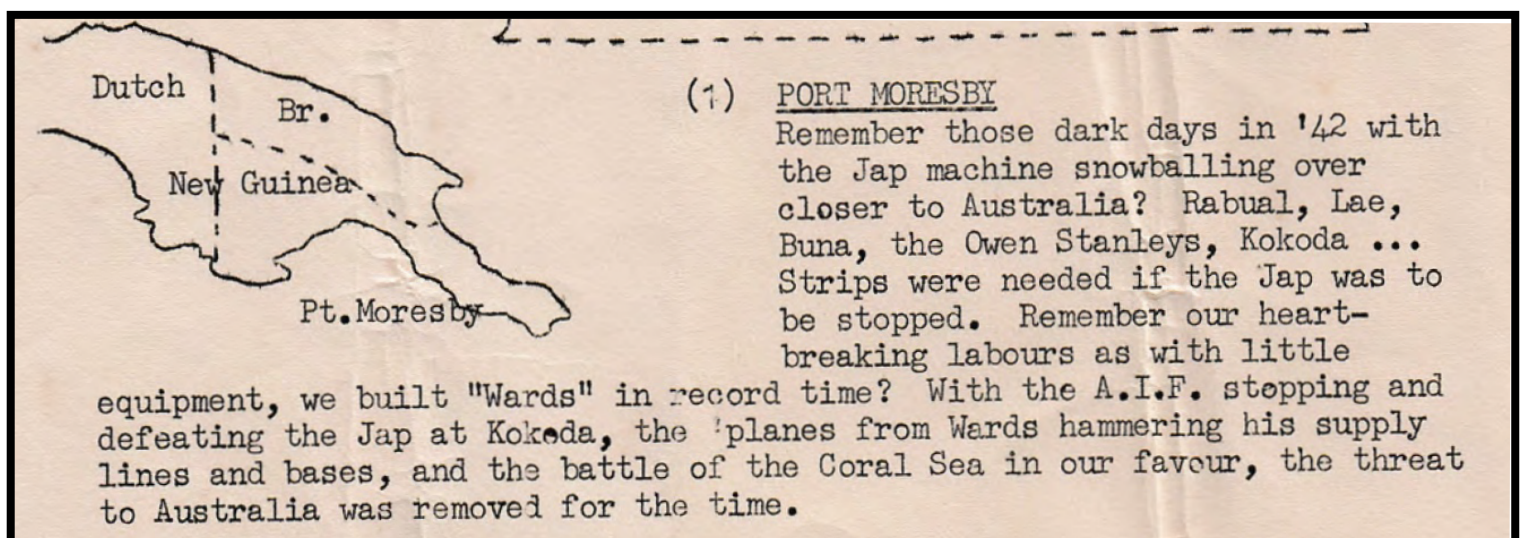 Dutch
Br.
New Guinea
Pt.Moresby
(1) PORT MORESBY
Remember those dark days in '42 with
the Jap machine snowballing over
closer to Australia? Rabual, Lae,
Buna, the Owen Stanleys, Kokoda ...
Strips were needed if the Jap was to
be stopped. Remember our heart-
breaking labours as with little
equipment, we built "Wards" in record time? With the A.I.F. stopping and
defeating the Jap at Kokoda, the 'planes from Wards hammering his supply
lines and bases, and the battle of the Coral Sea in our favour, the threat
to Australia was removed for the time.